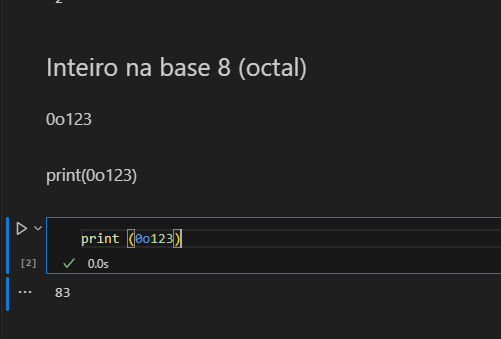 Inteiro na base 8 (octal)
0o123
print(0o123)
print (0o123)
[2]
0.0s
83